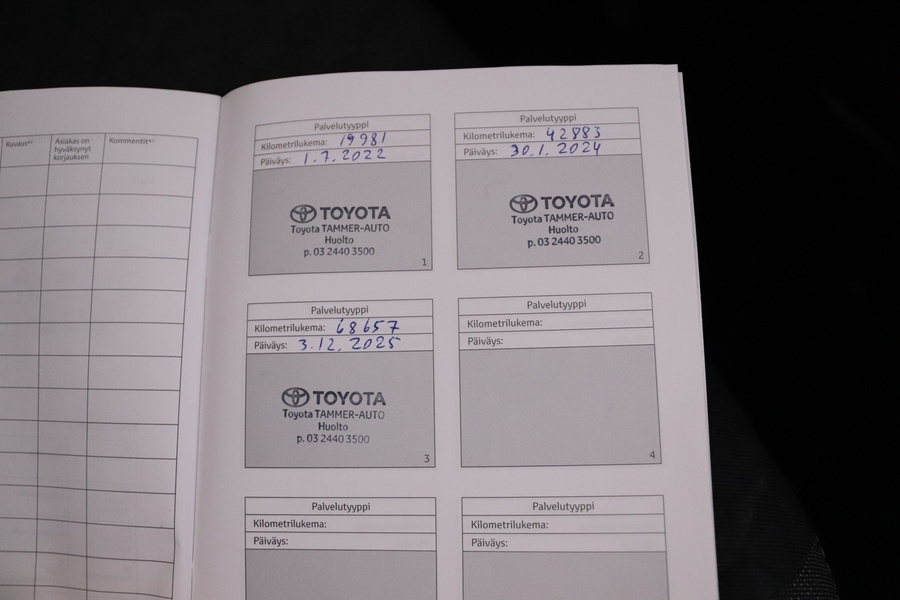 Kuvaus
Asiakas on
hyväksynyt
korjauksen
Kommentit
Palvelutyyppi
Kilometrilukema: 19981
Päiväys: 1.7.2022
TOYOTA
Toyota TAMMER-AUTO
Huolto
p. 03 2440 3500
1
Palvelutyyppi
Kilometrilukema: 42883
Päiväys: 30.1.2024
TOYOTA
Toyota TAMMER-AUTO
Huolto
p. 03 2440 3500
2
Palvelutyyppi
Kilometrilukema: 68657
Päiväys: 3.12.2025
TOYOTA
Toyota TAMMER-AUTO
Huolto
p. 03 2440 3500
3
Palvelutyyppi
Kilometrilukema:
Päiväys:
4
Palvelutyyppi
Kilometrilukema:
Päiväys:
Palvelutyyppi
Kilometrilukema:
Päiväys: